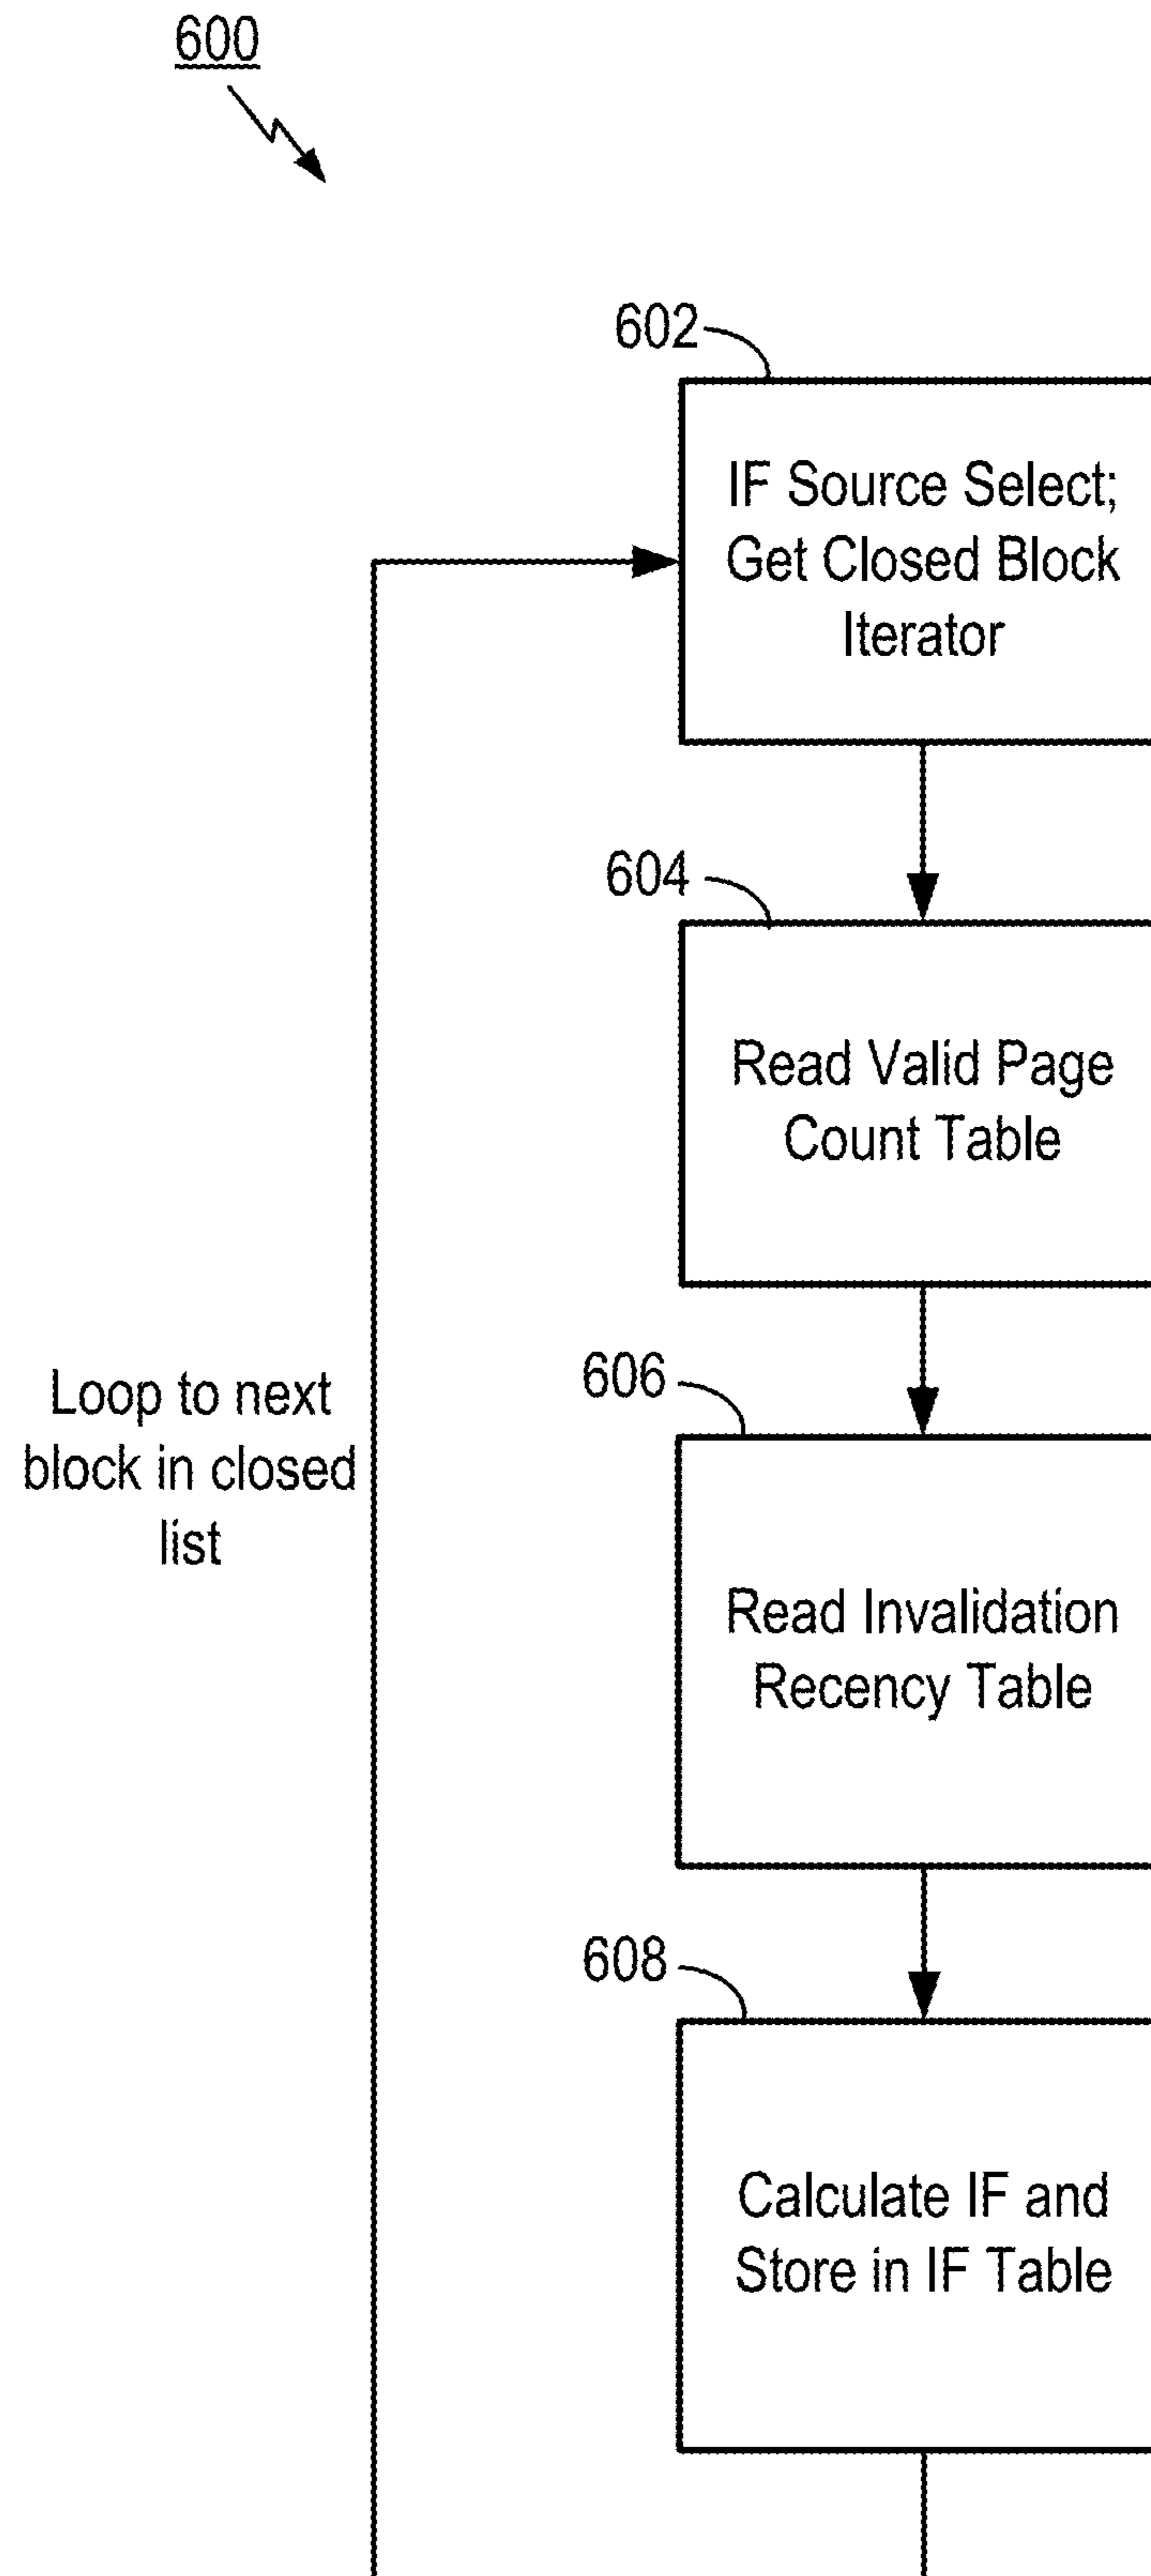 600
602
IF Source Select;
Get Closed Block
Iterator
604
Read Valid Page
Count Table
606
Loop to next
block in closed
list
Read Invalidation
Recency Table
608
Calculate IF and
Store in IF Table